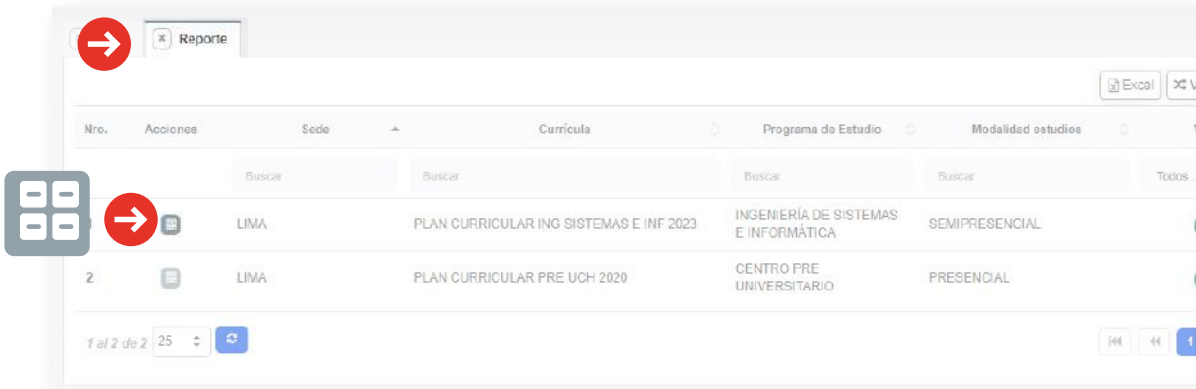 Reporte
Excel V
Nro. Acciones Sede Currícula Programa de Estudio Modalidad estudios
Buscar Buscar Buscar Buscar Todos...
1 LIMA PLAN CURRICULAR ING SISTEMAS E INF 2023 INGENIERÍA DE SISTEMAS E INFORMÁTICA SEMIPRESENCIAL
2 LIMA PLAN CURRICULAR PRE UCH 2020 CENTRO PRE UNIVERSITARIO PRESENCIAL
1 al 2 de 2 25 1